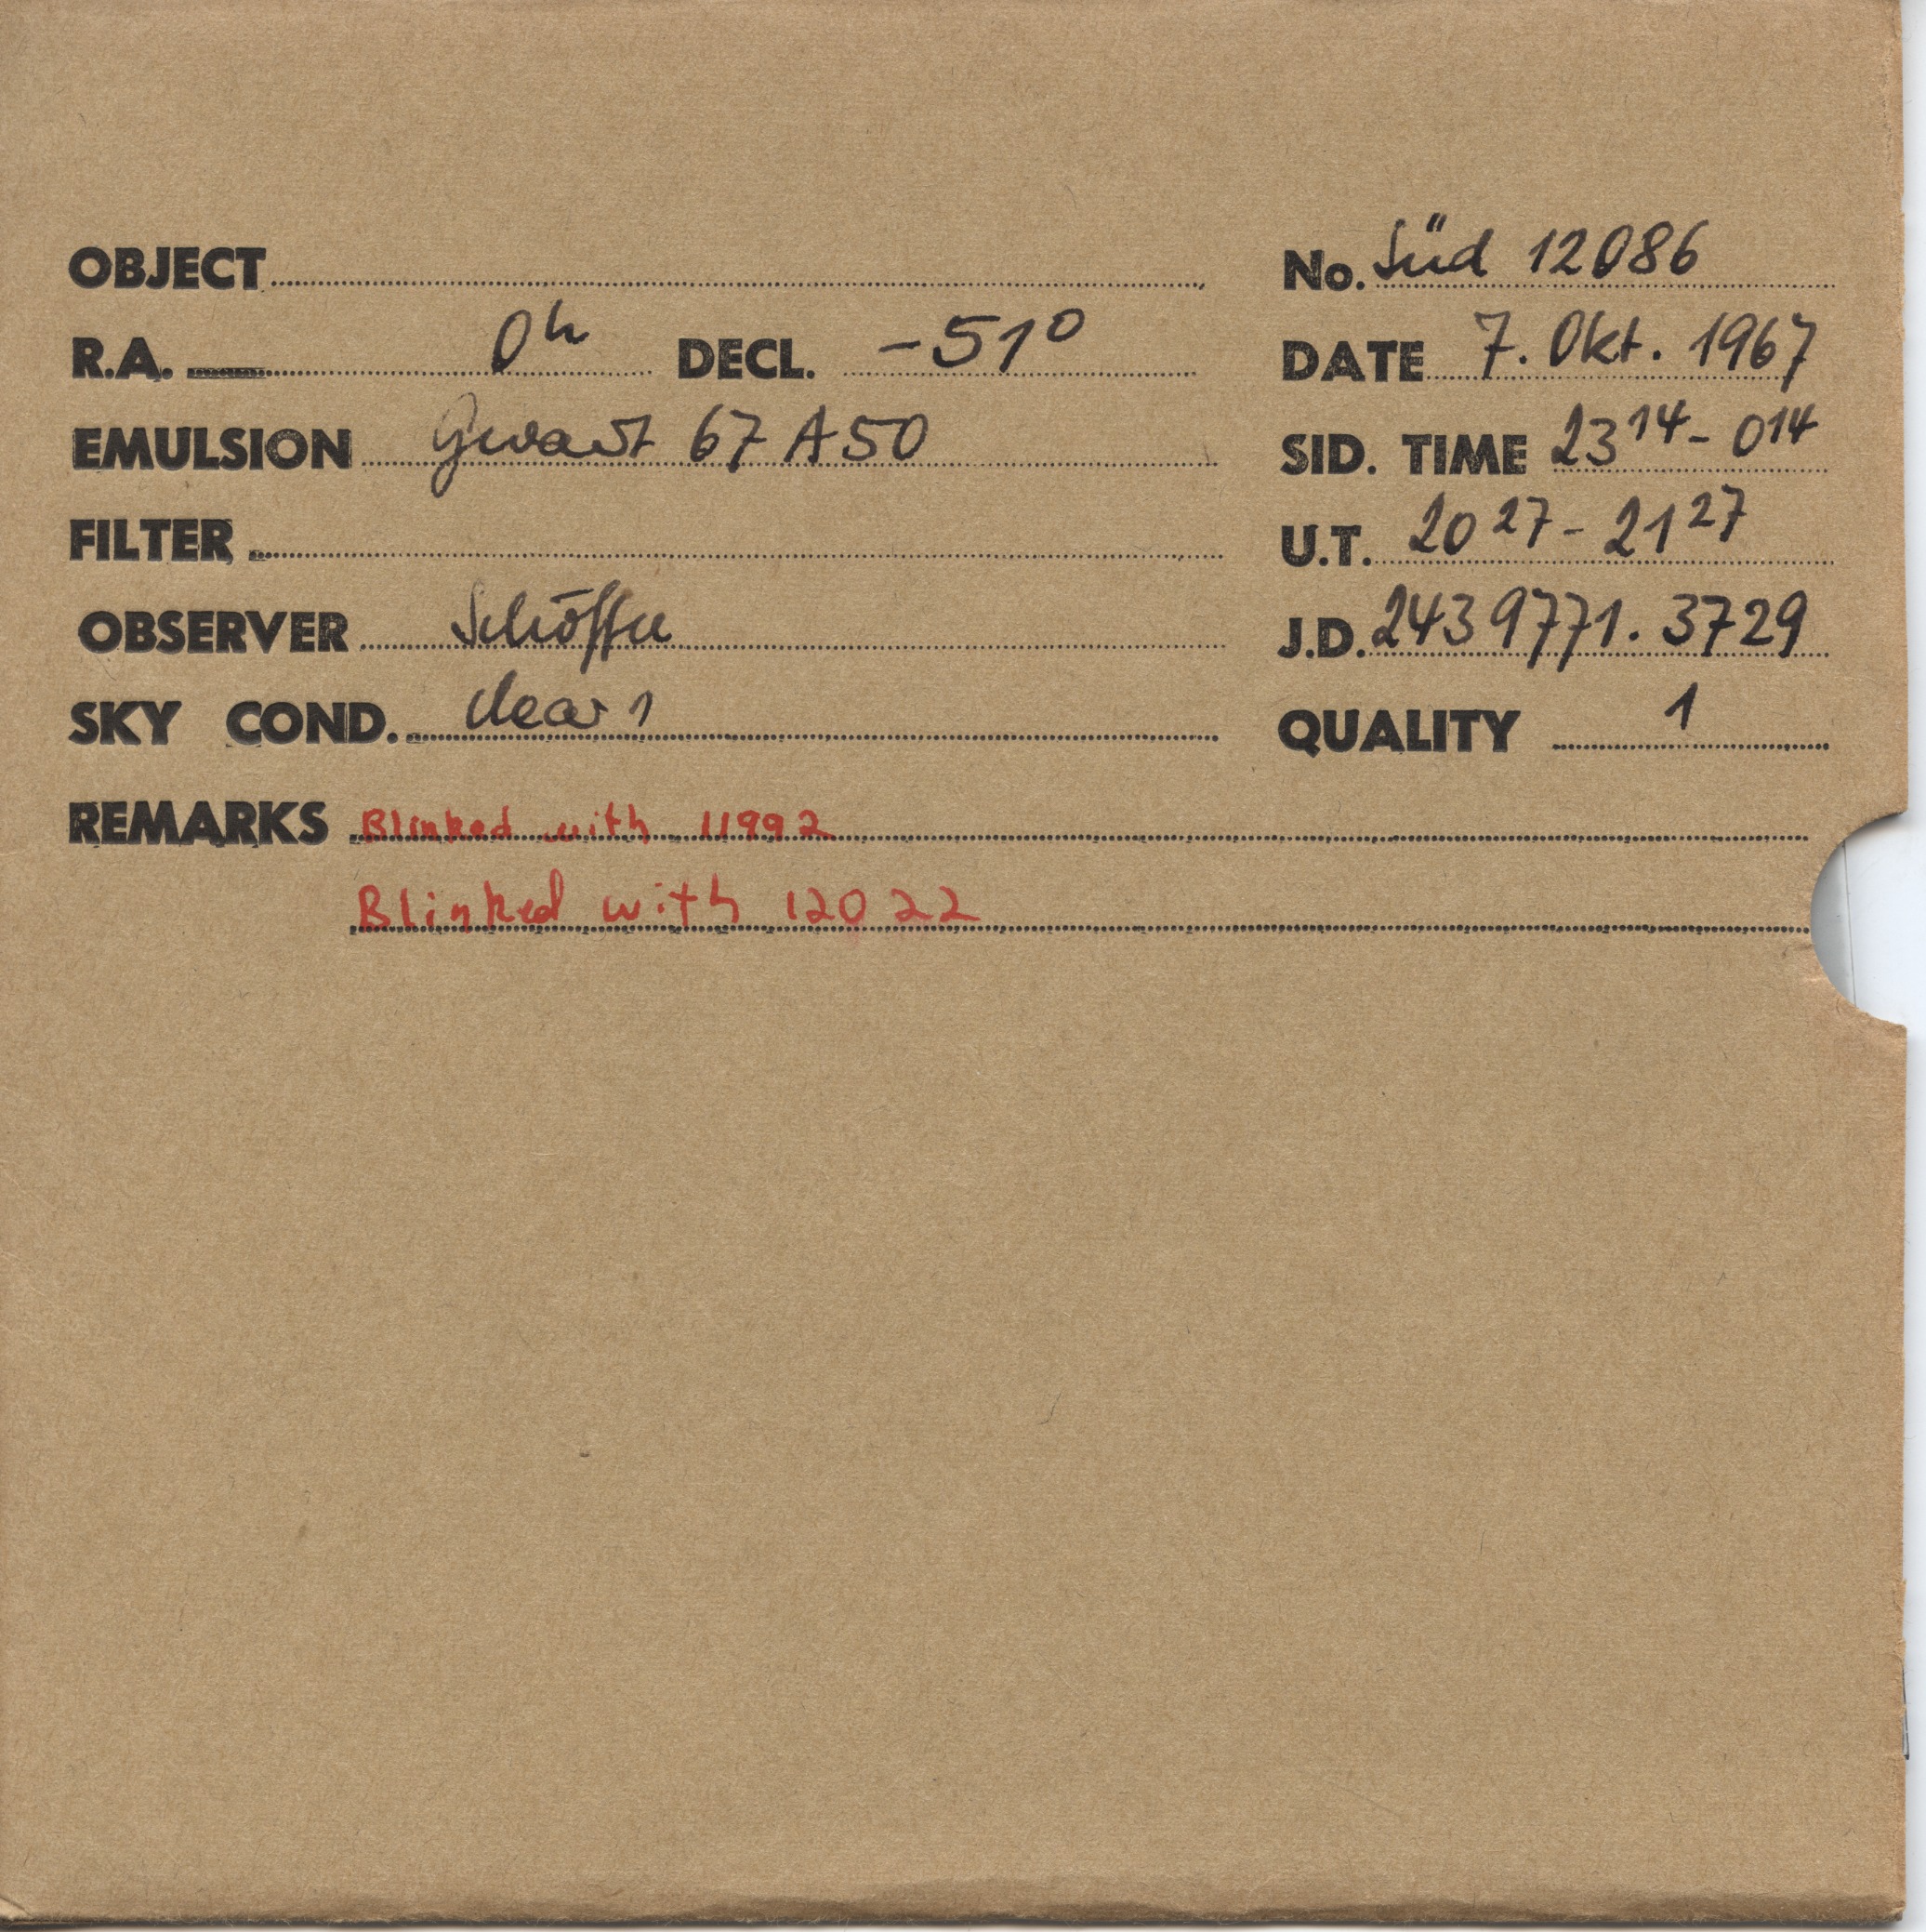 OBJECT
No. Süd 12086
R.A. 0h DECL. -51°
DATE 7. Okt. 1967
EMULSION Gevaert 67 A 50
SID. TIME 23 14 - 0 14
FILTER
U.T. 20 27 - 21 27
OBSERVER
J.D. 2439771.3729
SKY COND. clear 1
QUALITY 1
REMARKS Blinked with 11992
Blinked with 12022